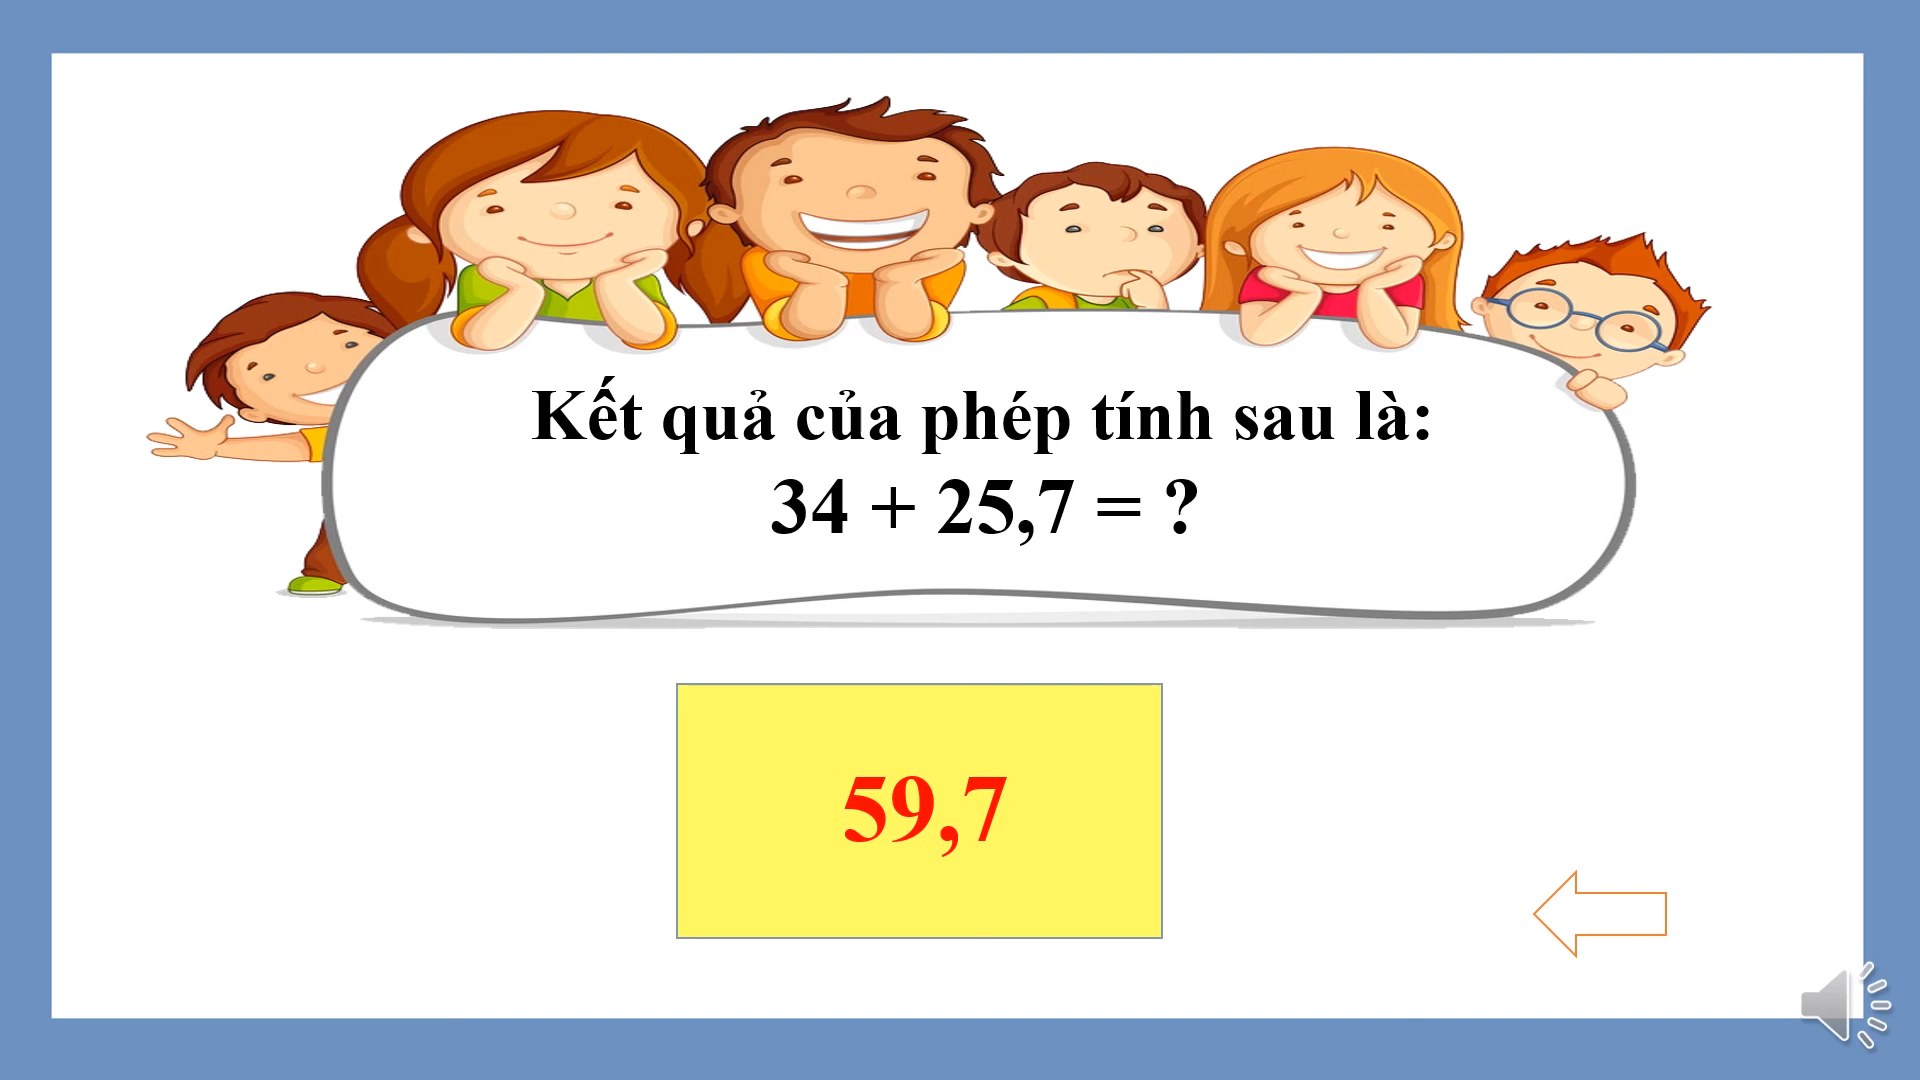 Kết quả của phép tính sau là:
34 + 25,7 = ?
59,7